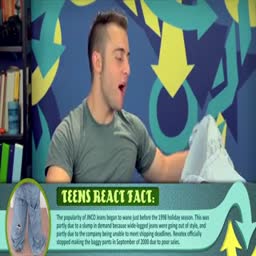 TEENS REACT FACT:
The popularity of JNCO Jeans began to wane just before the 1998 holiday season. This was
partly due to a slump in demand because wide-legged jeans were going out of style, and
partly due to the company being unable to meet shipping deadlines. Revatex officially
stopped making the baggy pants in September of 2000 due to poor sales.